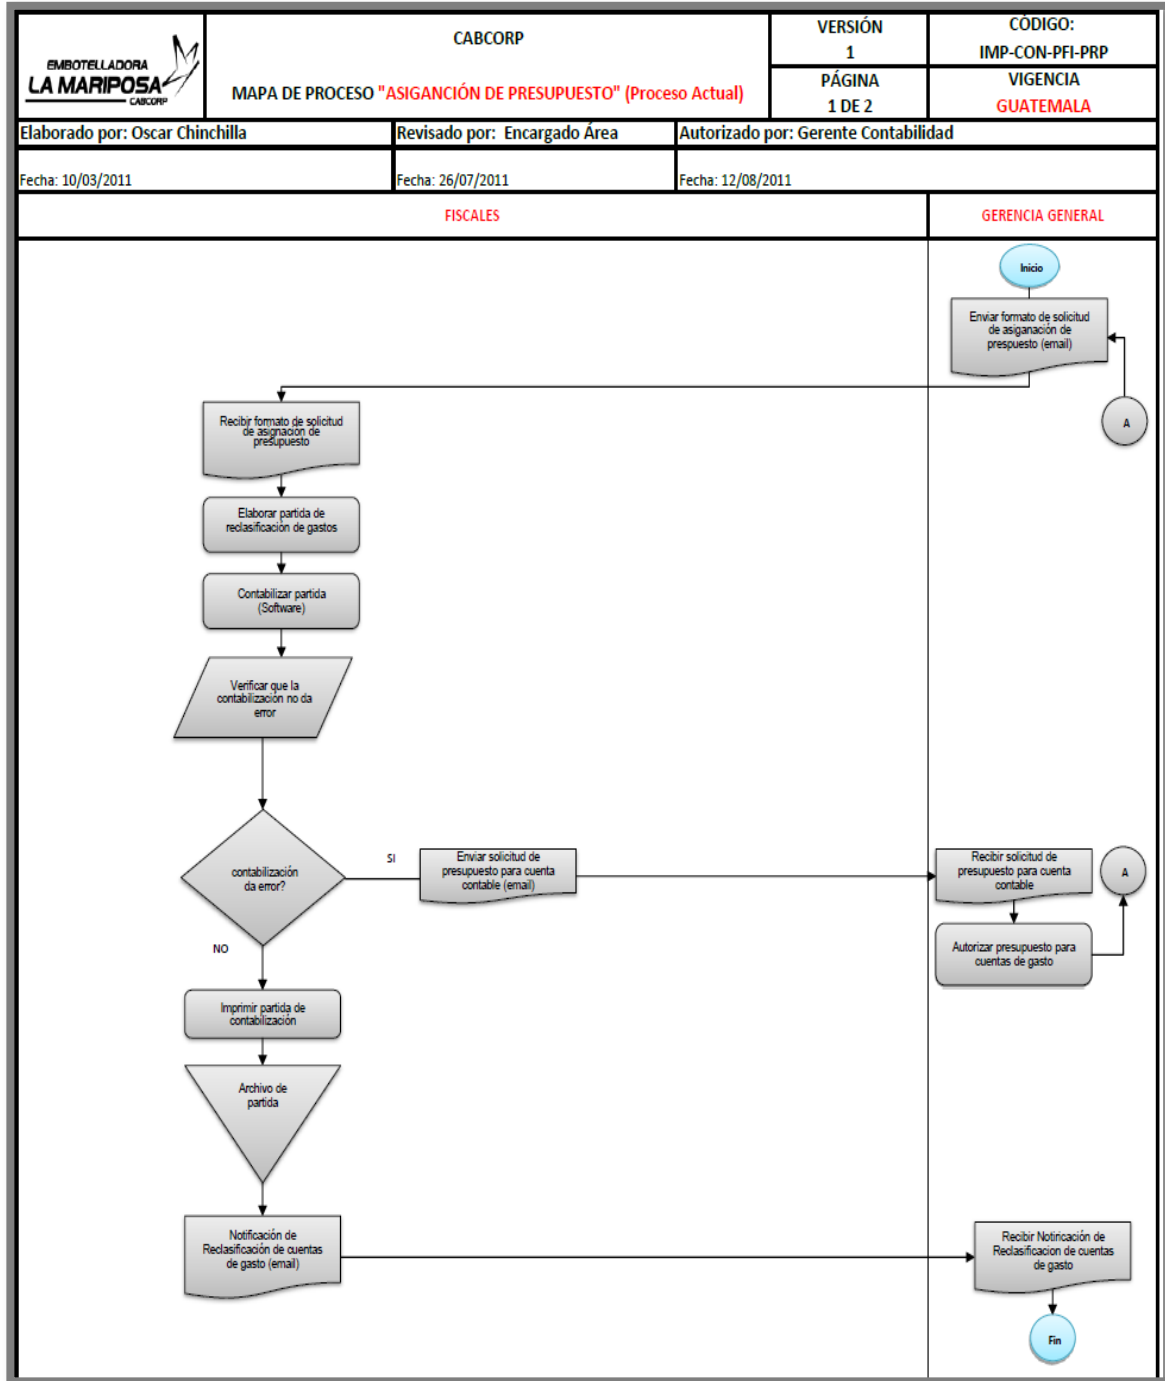 EMBOTELLADORA
LA MARIPOSA
CABCORP
CABCORP
MAPA DE PROCESO "ASIGANCIÓN DE PRESUPUESTO" (Proceso Actual)
VERSIÓN
1
PÁGINA
1 DE 2
CÓDIGO:
IMP-CON-PFI-PRP
VIGENCIA
GUATEMALA
Elaborado por: Oscar Chinchilla
Revisado por: Encargado Área
Autorizado por: Gerente Contabilidad
Fecha: 10/03/2011
Fecha: 26/07/2011
Fecha: 12/08/2011
FISCALES
GERENCIA GENERAL
Inicio
Enviar formato de solicitud
de asiganación de
prespuesto (email)
A
Recibir formato de solicitud
de asignación de
presupuesto
Elaborar partida de
reclasificación de gastos
Contabilizar partida
(Software)
Verificar que la
contabilización no da
error
contabilización
da error?
SI
Enviar solicitud de
presupuesto para cuenta
contable (email)
Recibir solicitud de
presupuesto para cuenta
contable
A
Autorizar presupuesto para
cuentas de gasto
NO
Imprimir partida de
contabilización
Archivo de
partida
Notificación de
Reclasificación de cuentas
de gasto (email)
Recibir Notiricación de
Reclasificacion de cuentas
de gasto
Fin